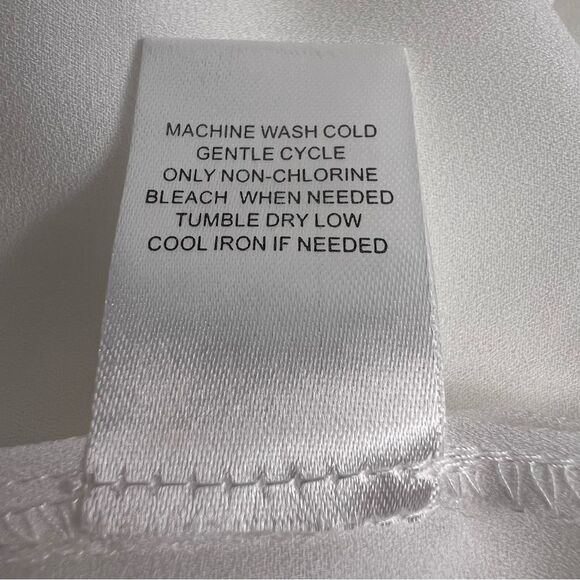 MACHINE WASH COLD
GENTLE CYCLE
ONLY NON-CHLORINE
BLEACH WHEN NEEDED
TUMBLE DRY LOW
COOL IRON IF NEEDED